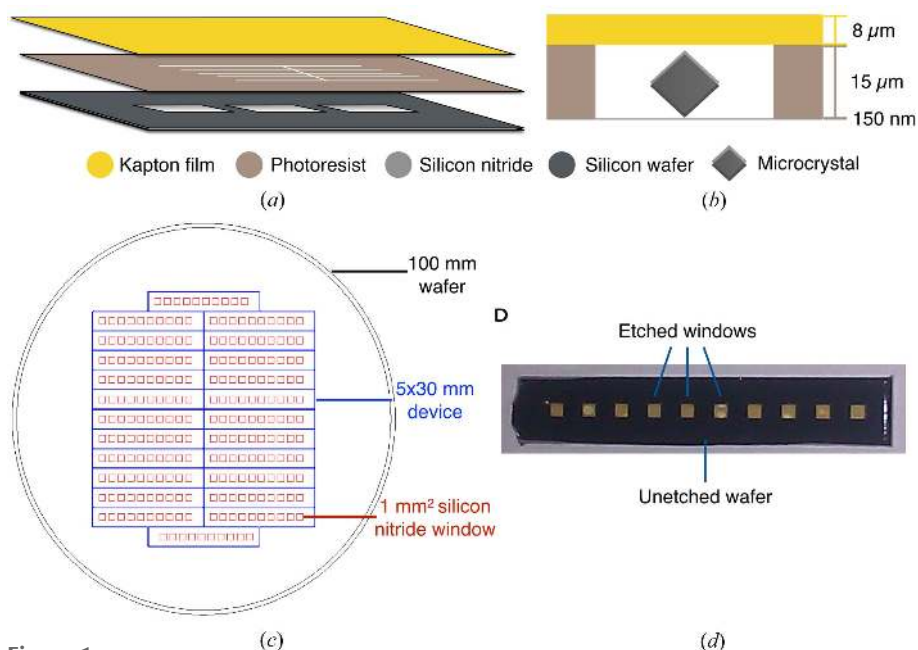 8 µm
15 µm
150 nm
Kapton film
Photoresist
Silicon nitride
Silicon wafer
Microcrystal
(a)
(b)
100 mm
wafer
5x30 mm
device
1 mm² silicon
nitride window
(c)
D
Etched windows
Unetched wafer
(d)